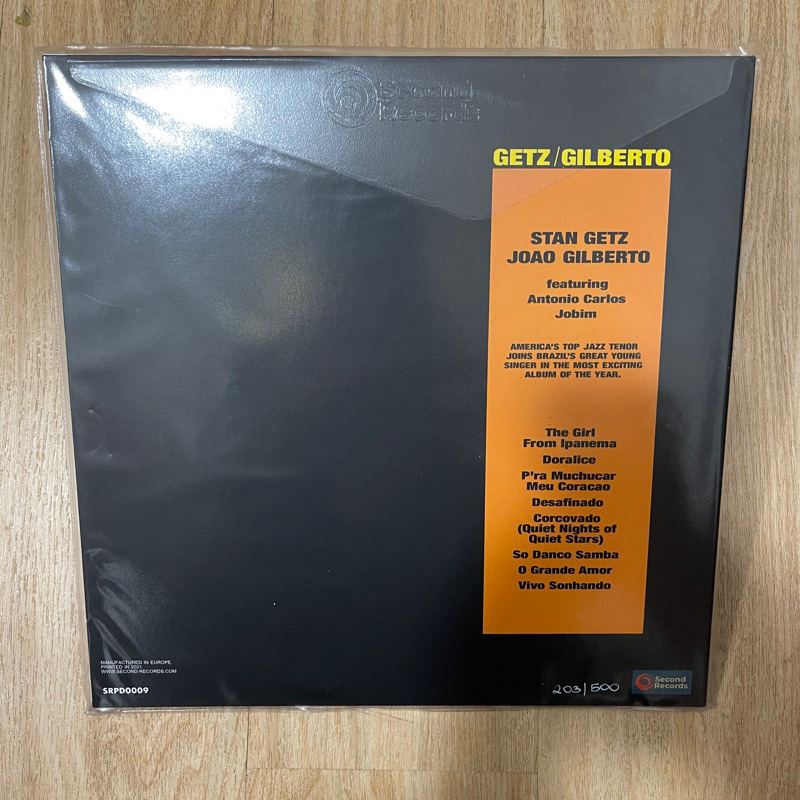 Second
Records
GETZ/GILBERTO
STAN GETZ
JOAO GILBERTO
featuring
Antonio Carlos
Jobim
AMERICA'S TOP JAZZ TENOR
JOINS BRAZIL'S GREAT YOUNG
SINGER IN THE MOST EXCITING
ALBUM OF THE YEAR.
The Girl
From Ipanema
Doralice
P'ra Muchucar
Meu Coracao
Desafinado
Corcovado
(Quiet Nights of
Quiet Stars)
So Danco Samba
O Grande Amor
Vivo Sonhando
MANUFACTURED IN EUROPE.
PRINTED IN 2021
WWW.SECOND-RECORDS.COM
SRPD0009
203/500
Second
Records